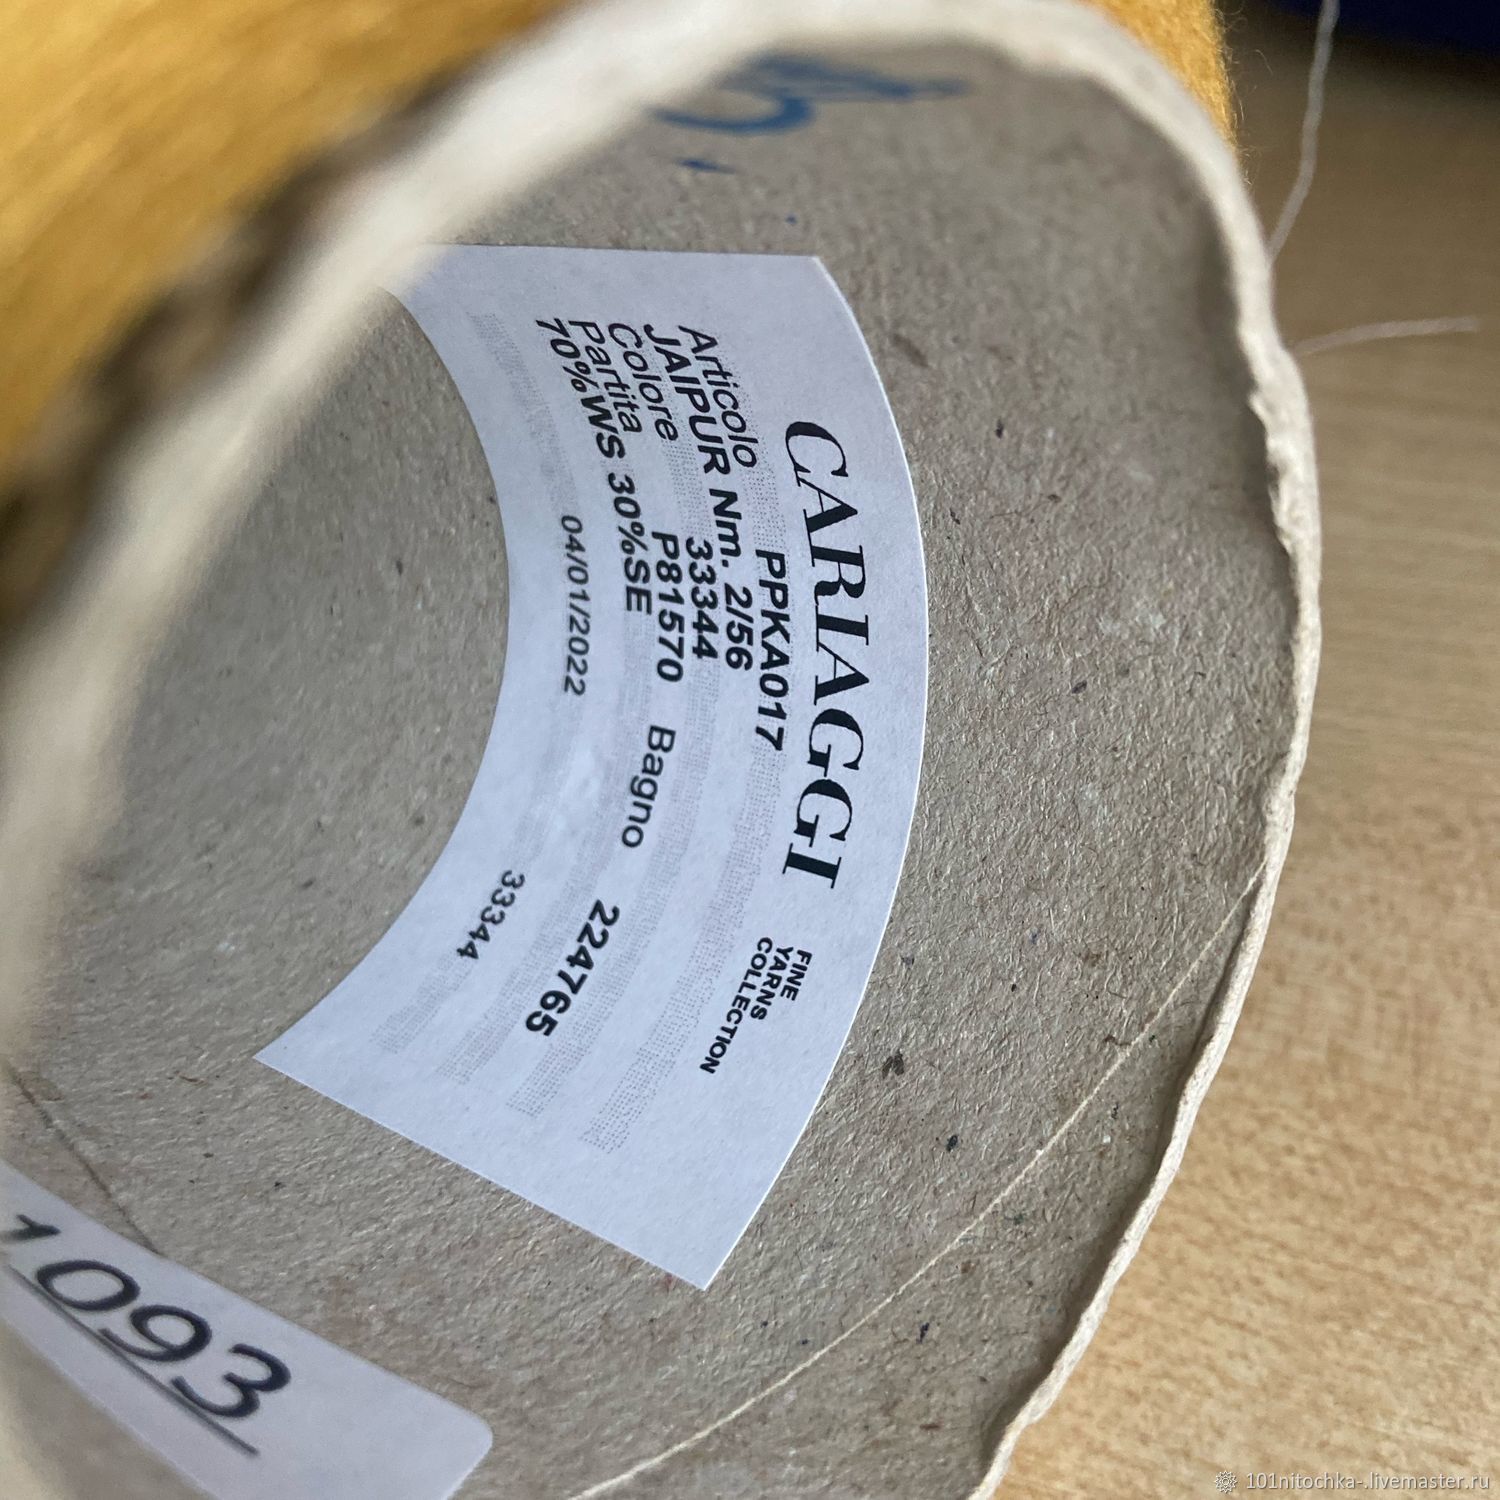 CARIAGGI
FINE
YARNS
COLLECTION
Articolo PPKA017
JAIPUR Nm. 2/56
Colore 33344
Partita P81570 Bagno 224765
70%WS 30%SE
04/01/2022 33344
1093
101nitochka-.livemaster.ru